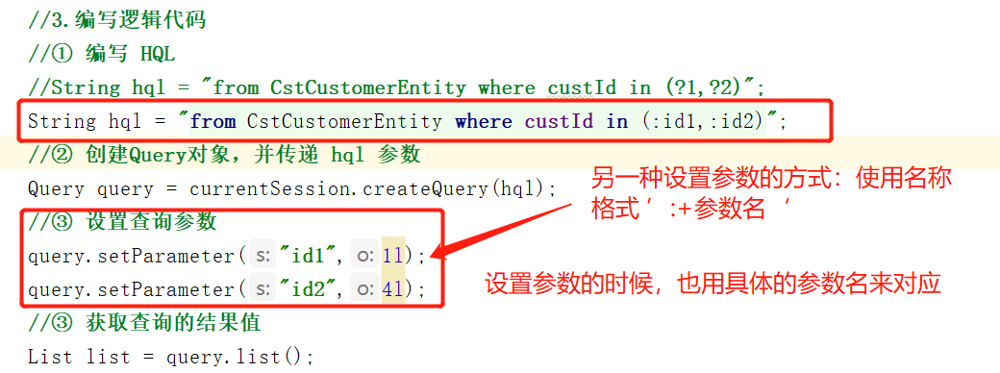 //3.编写逻辑代码
//① 编写 HQL
//String hql = "from CstCustomerEntity where custId in (?1,?2)";
String hql = "from CstCustomerEntity where custId in (:id1,:id2)";
//② 创建Query对象，并传递 hql 参数
Query query = currentSession.createQuery(hql);
//③ 设置查询参数
query.setParameter( s: "id1", o: 1l);
query.setParameter( s: "id2", o: 4l);
//③ 获取查询的结果值
List list = query.list();
另一种设置参数的方式：使用名称
格式 ′ :+参数名 ‘
设置参数的时候，也用具体的参数名来对应